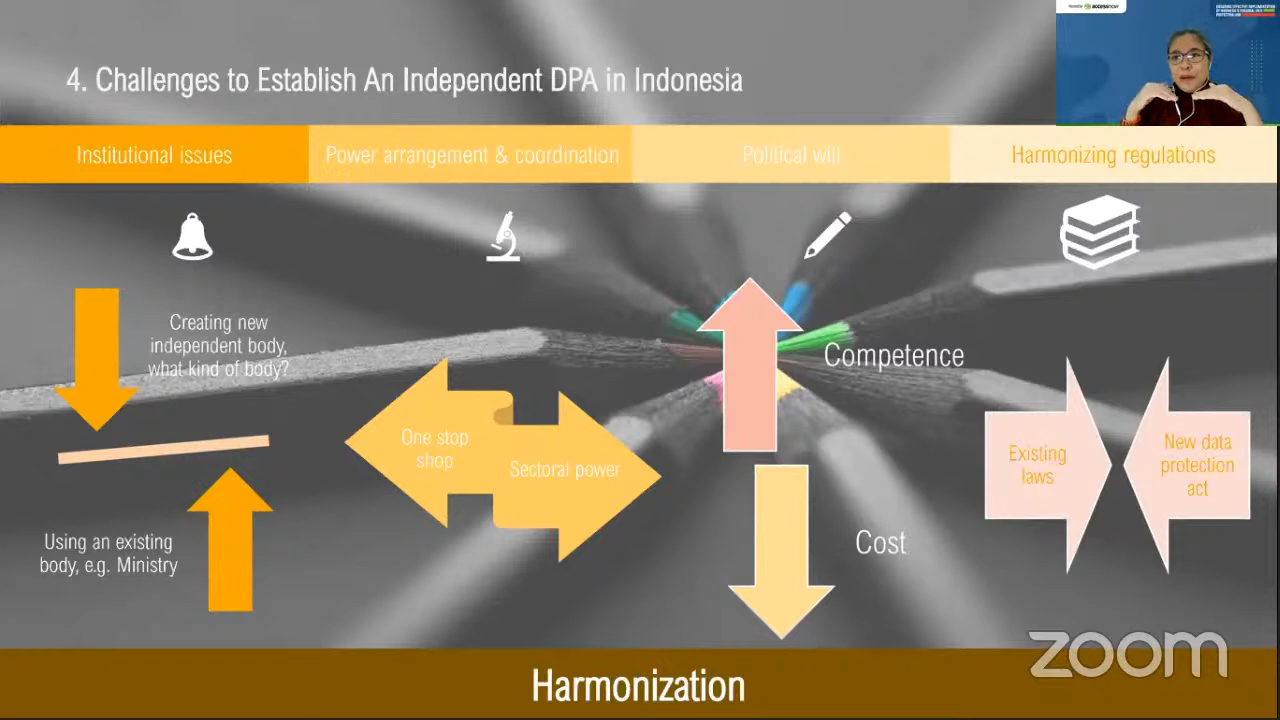 4. Challenges to Establish An Independent DPA in Indonesia
accessnow
Institutional issues
Power arrangement & coordination
Political will
Harmonizing regulations
Creating new
independent body,
what kind of body?
Using an existing
body, e.g. Ministry
One stop
shop
Sectoral power
Competence
Cost
Existing
laws
New data
protection
act
zoom
Harmonization